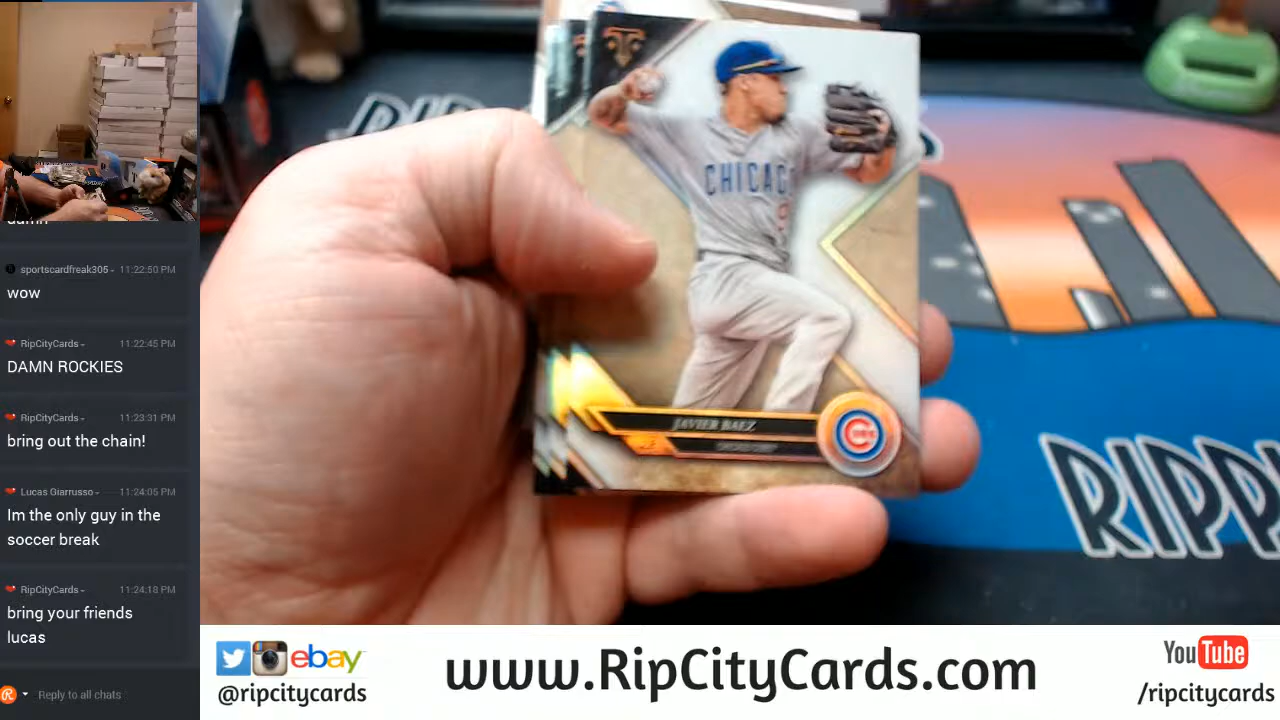 sportscardfreak305 - 11:22:50 PM
wow
RipCityCards - 11:22:45 PM
DAMN ROCKIES
RipCityCards - 11:23:31 PM
bring out the chain!
Lucas Giarrusso - 11:24:05 PM
Im the only guy in the
soccer break
RipCityCards - 11:24:18 PM
bring your friends
lucas
Reply to all chats
CHICAG
JAVIER BAEZ
RIPP
ebay
@ripcitycards
www.RipCityCards.com
YouTube
/ripcitycards